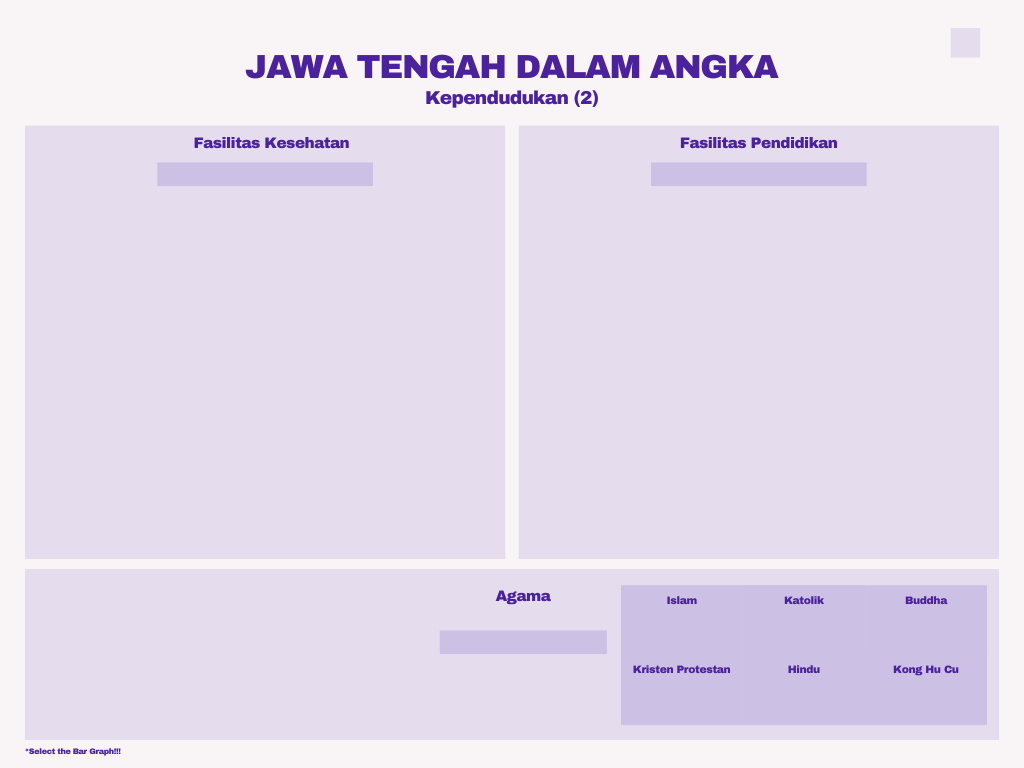 JAWA TENGAH DALAM ANGKA
Kependudukan (2)
Fasilitas Kesehatan
Fasilitas Pendidikan
Agama
Islam
Katolik
Buddha
Kristen Protestan
Hindu
Kong Hu Cu
*Select the Bar Graph!!!